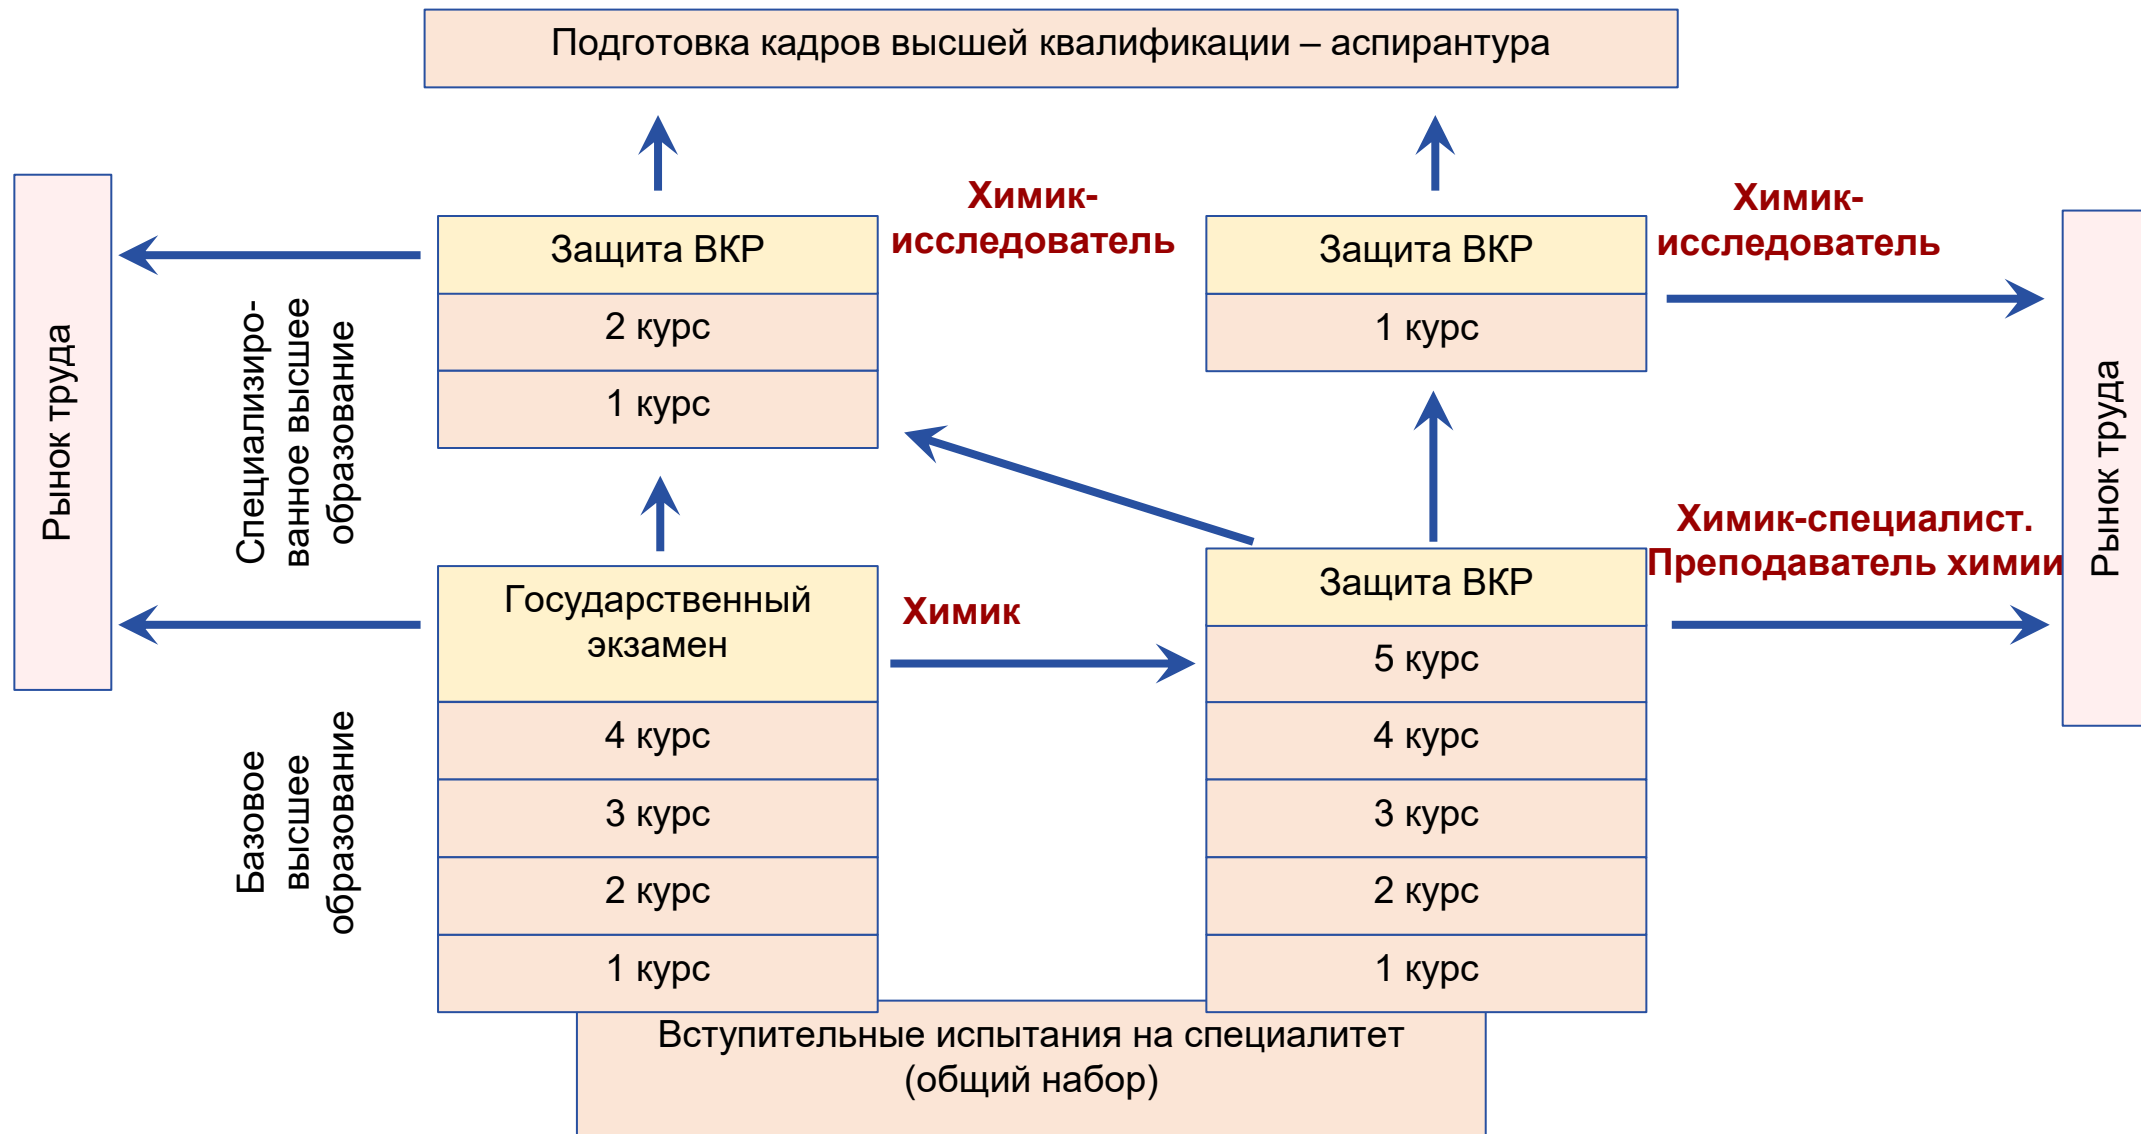 Подготовка кадров высшей квалификации – аспирантура
Рынок труда
Специализиро-
ванное высшее
образование
Базовое
высшее
образование
Защита ВКР
2 курс
1 курс
Химик-
исследователь
Государственный
экзамен
4 курс
3 курс
2 курс
1 курс
Химик
Защита ВКР
1 курс
Химик-
исследователь
Защита ВКР
5 курс
4 курс
3 курс
2 курс
1 курс
Химик-специалист.
Преподаватель химии
Рынок труда
Вступительные испытания на специалитет
(общий набор)